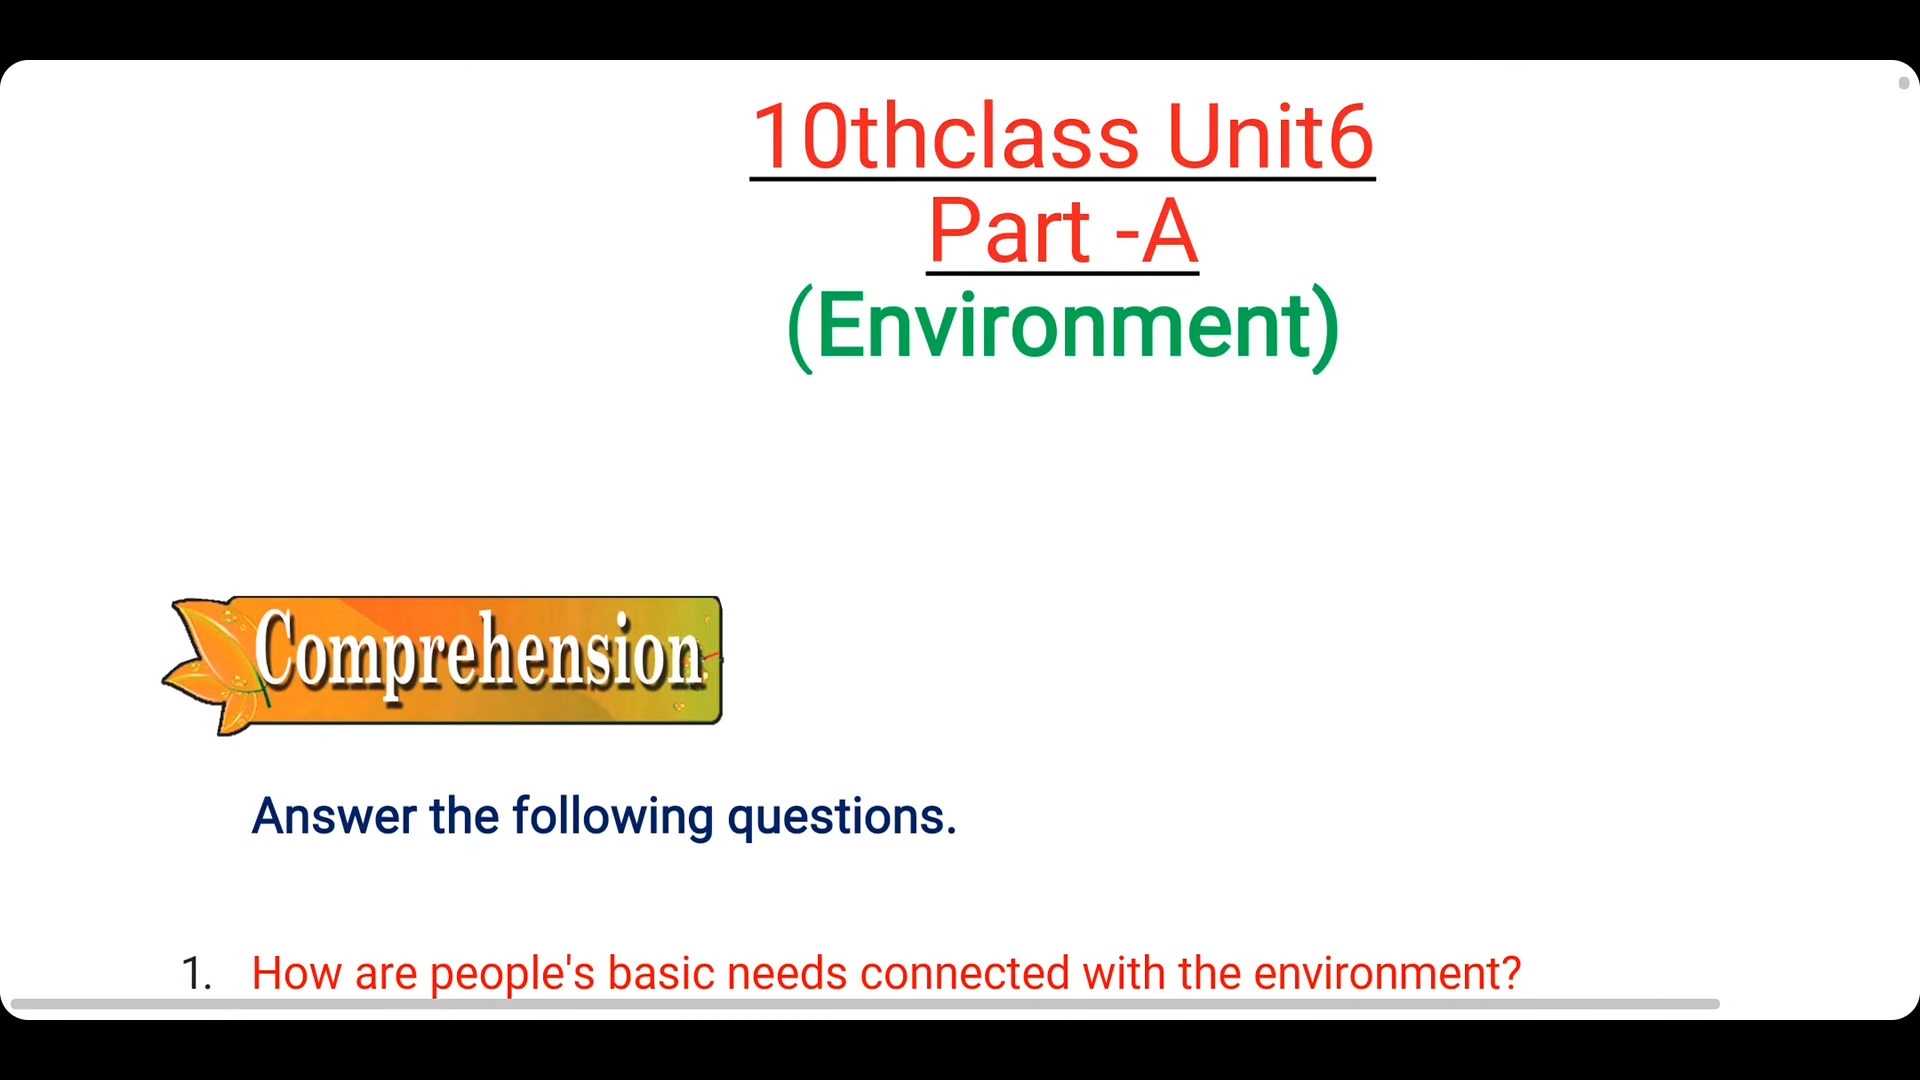 10thclass Unit6
Part -A
(Environment)
Comprehension
Answer the following questions.
1. How are people's basic needs connected with the environment?